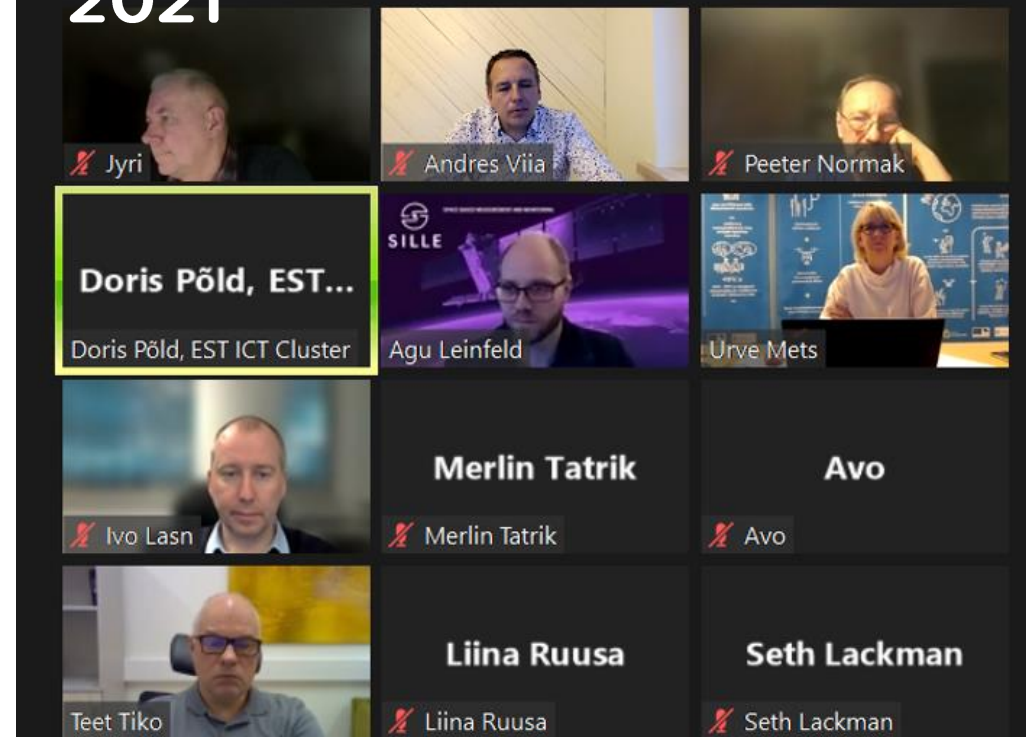 2021
Jyri
Andres Viia
Peeter Normak
Doris Põld, EST...
Doris Põld, EST ICT Cluster
SILLE
Agu Leinfeld
Urve Mets
Ivo Lasn
Merlin Tatrik
Merlin Tatrik
Avo
Avo
Teet Tiko
Liina Ruusa
Liina Ruusa
Seth Lackman
Seth Lackman